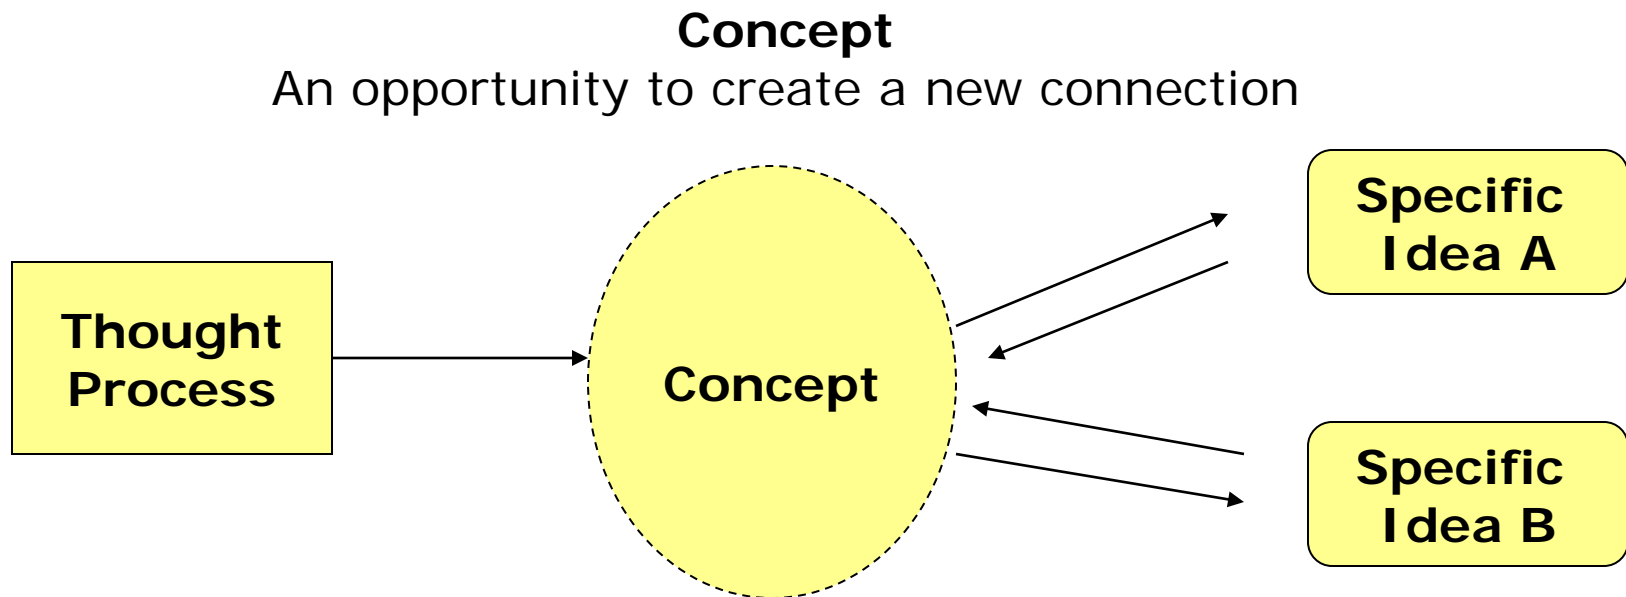 Concept
An opportunity to create a new connection
Specific
Idea A
Thought
Process
Concept
Specific
Idea B